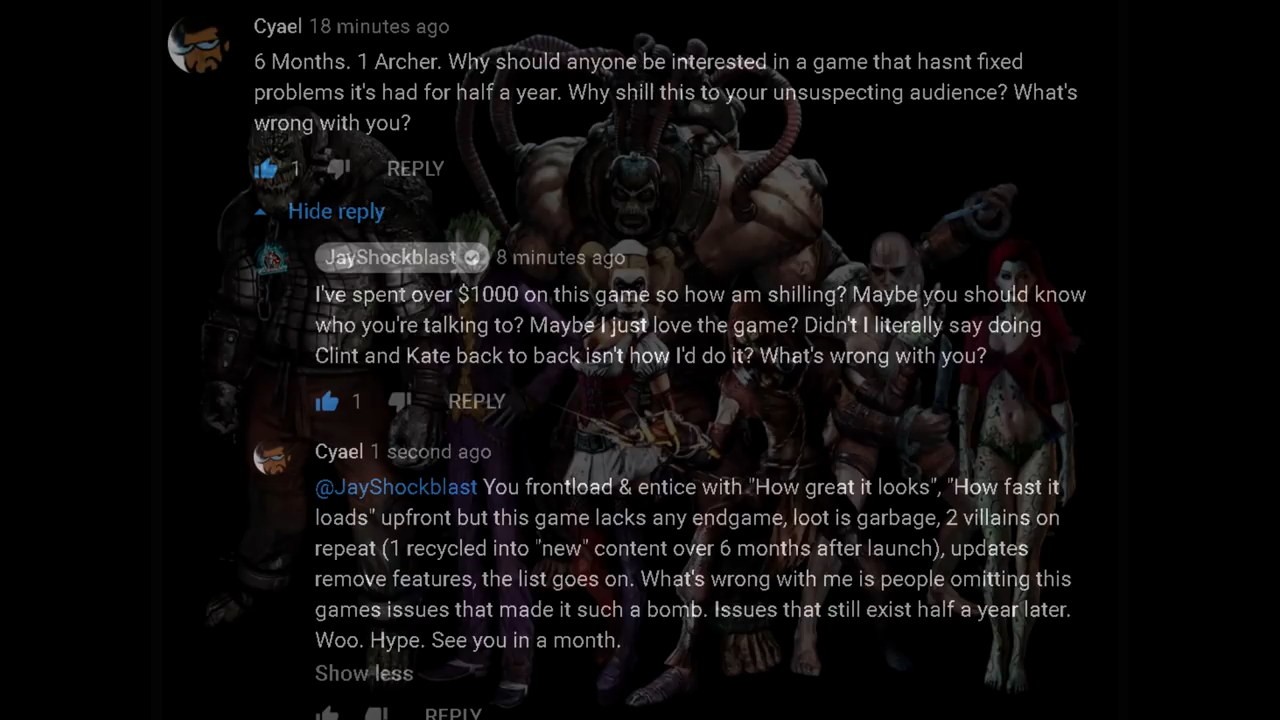 Cyael 18 minutes ago
6 Months. 1 Archer. Why should anyone be interested in a game that hasnt fixed
problems it's had for half a year. Why shill this to your unsuspecting audience? What's
wrong with you?
1 REPLY
Hide reply
JayShockblast 8 minutes ago
I've spent over $1000 on this game so how am shilling? Maybe you should know
who you're talking to? Maybe I just love the game? Didn't I literally say doing
Clint and Kate back to back isn't how I'd do it? What's wrong with you?
1 REPLY
Cyael 1 second ago
@JayShockblast You frontload & entice with "How great it looks", "How fast it
loads" upfront but this game lacks any endgame, loot is garbage, 2 villains on
repeat (1 recycled into "new" content over 6 months after launch), updates
remove features, the list goes on. What's wrong with me is people omitting this
games issues that made it such a bomb. Issues that still exist half a year later.
Woo. Hype. See you in a month.
Show less
REPLY